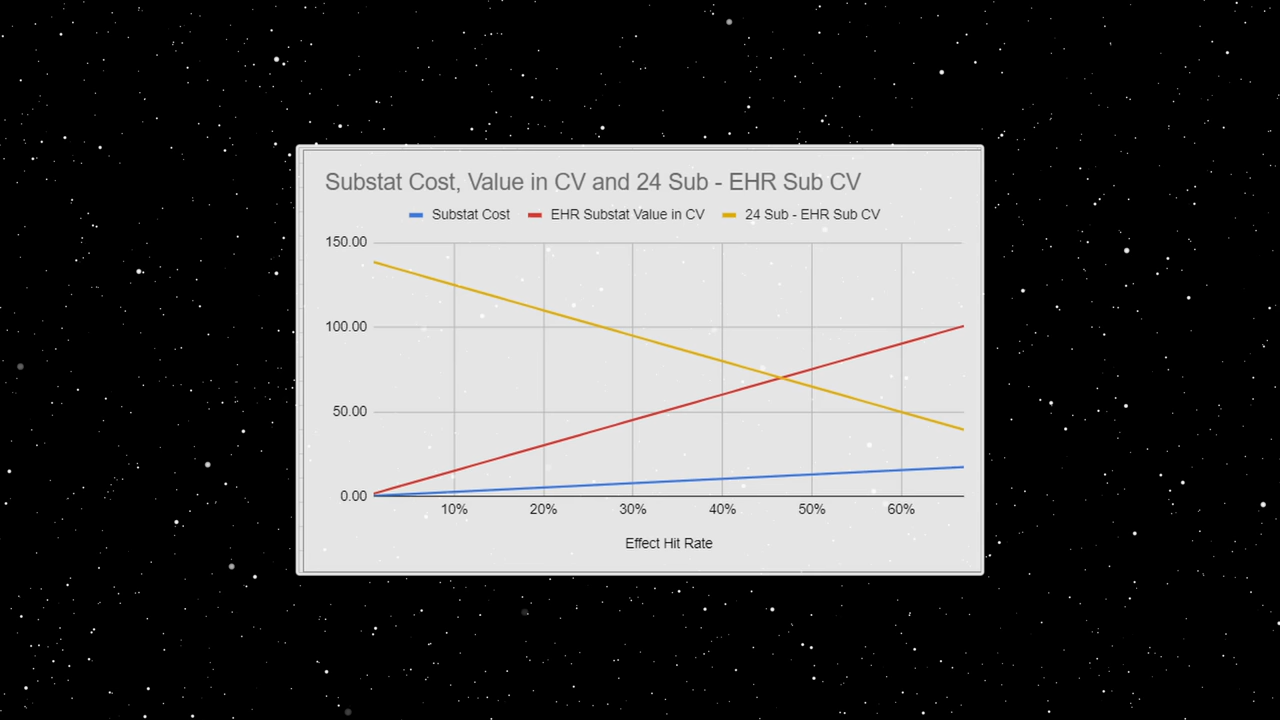 Substat Cost, Value in CV and 24 Sub - EHR Sub CV
Substat Cost EHR Substat Value in CV 24 Sub - EHR Sub CV
150.00
100.00
50.00
0.00
10% 20% 30% 40% 50% 60%
Effect Hit Rate